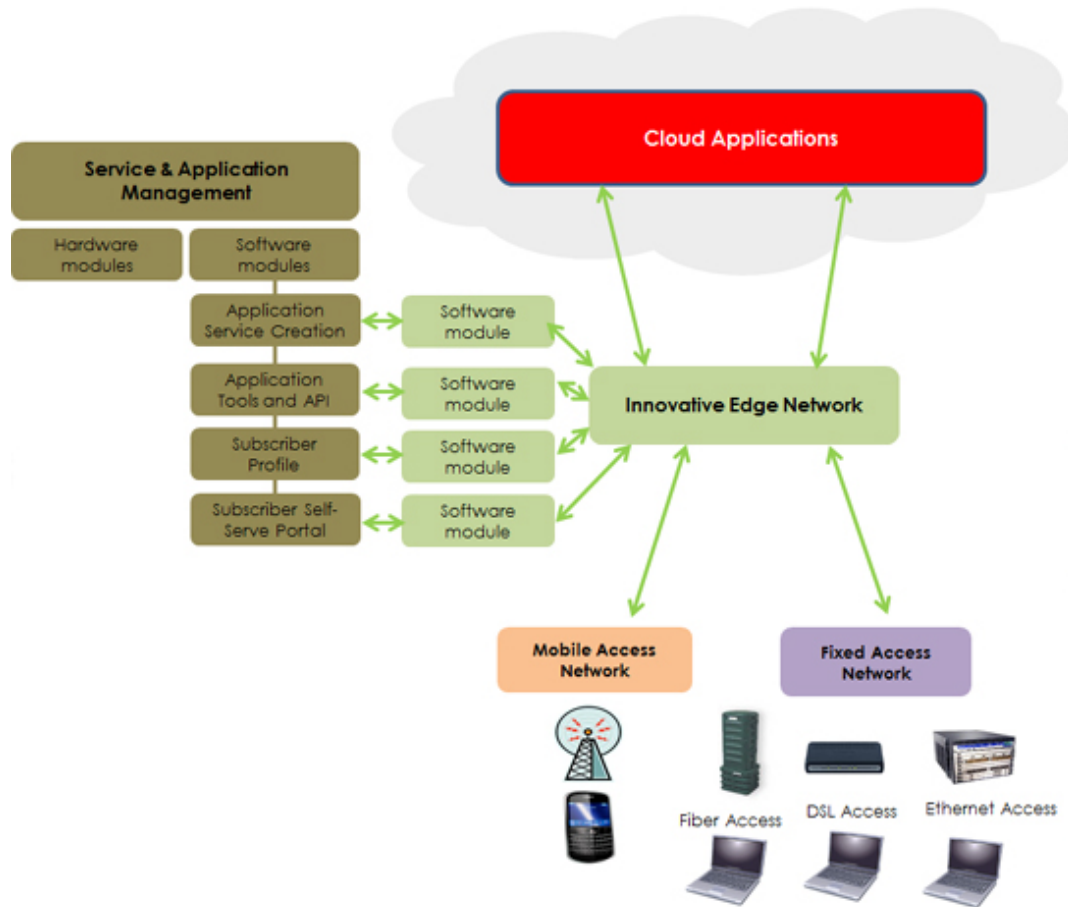 Cloud Applications
Service & Application
Management
Hardware
modules
Software
modules
Application
Service Creation
Software
module
Application
Tools and API
Software
module
Innovative Edge Network
Subscriber
Profile
Software
module
Subscriber Self-
Serve Portal
Software
module
Mobile Access
Network
Fixed Access
Network
Fiber Access
DSL Access
Ethernet Access